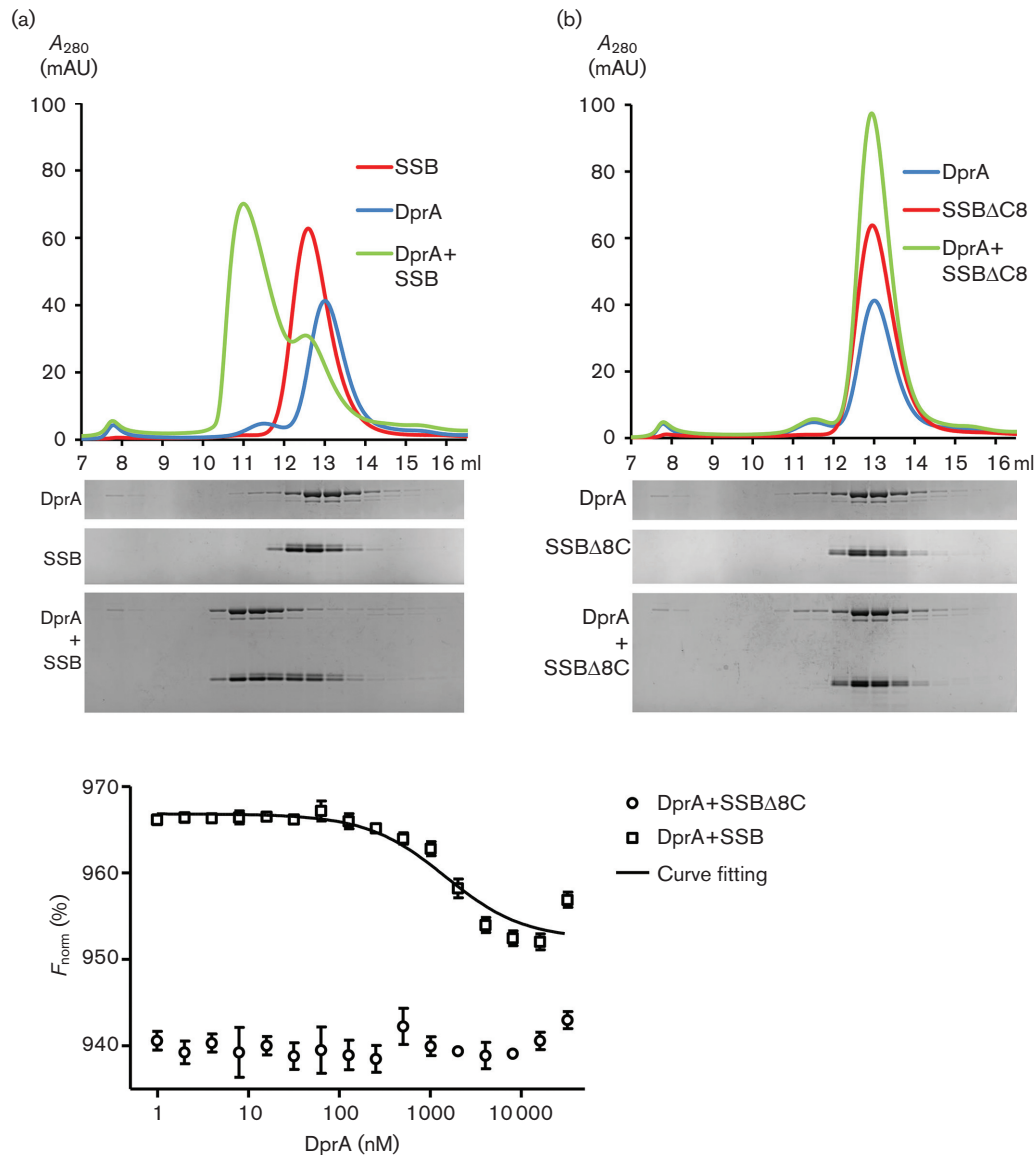 (a)
A280
(mAU)
100
80
60
40
20
0
SSB
DprA
DprA+
SSB
7 8 9 10 11 12 13 14 15 16 ml
DprA
SSB
DprA
+
SSB
(b)
A280
(mAU)
100
80
60
40
20
0
DprA
SSBΔC8
DprA+
SSBΔC8
7 8 9 10 11 12 13 14 15 16 ml
DprA
SSBΔ8C
DprA
+
SSBΔ8C
970
960
950
940
Fnorm (%)
1 10 100 1000 10000
DprA (nM)
DprA+SSBΔ8C
DprA+SSB
Curve fitting